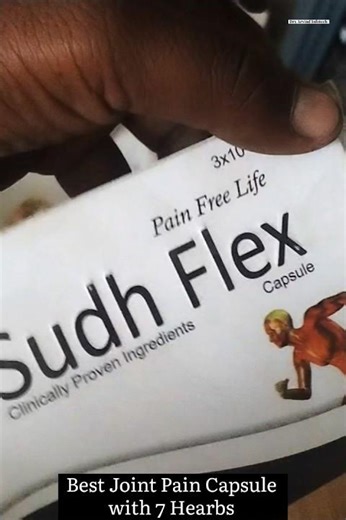 3x10
Pain Free Life
Sudh Flex
Capsule
Clinically Proven Ingredients
Best Joint Pain Capsule
with 7 Hearbs